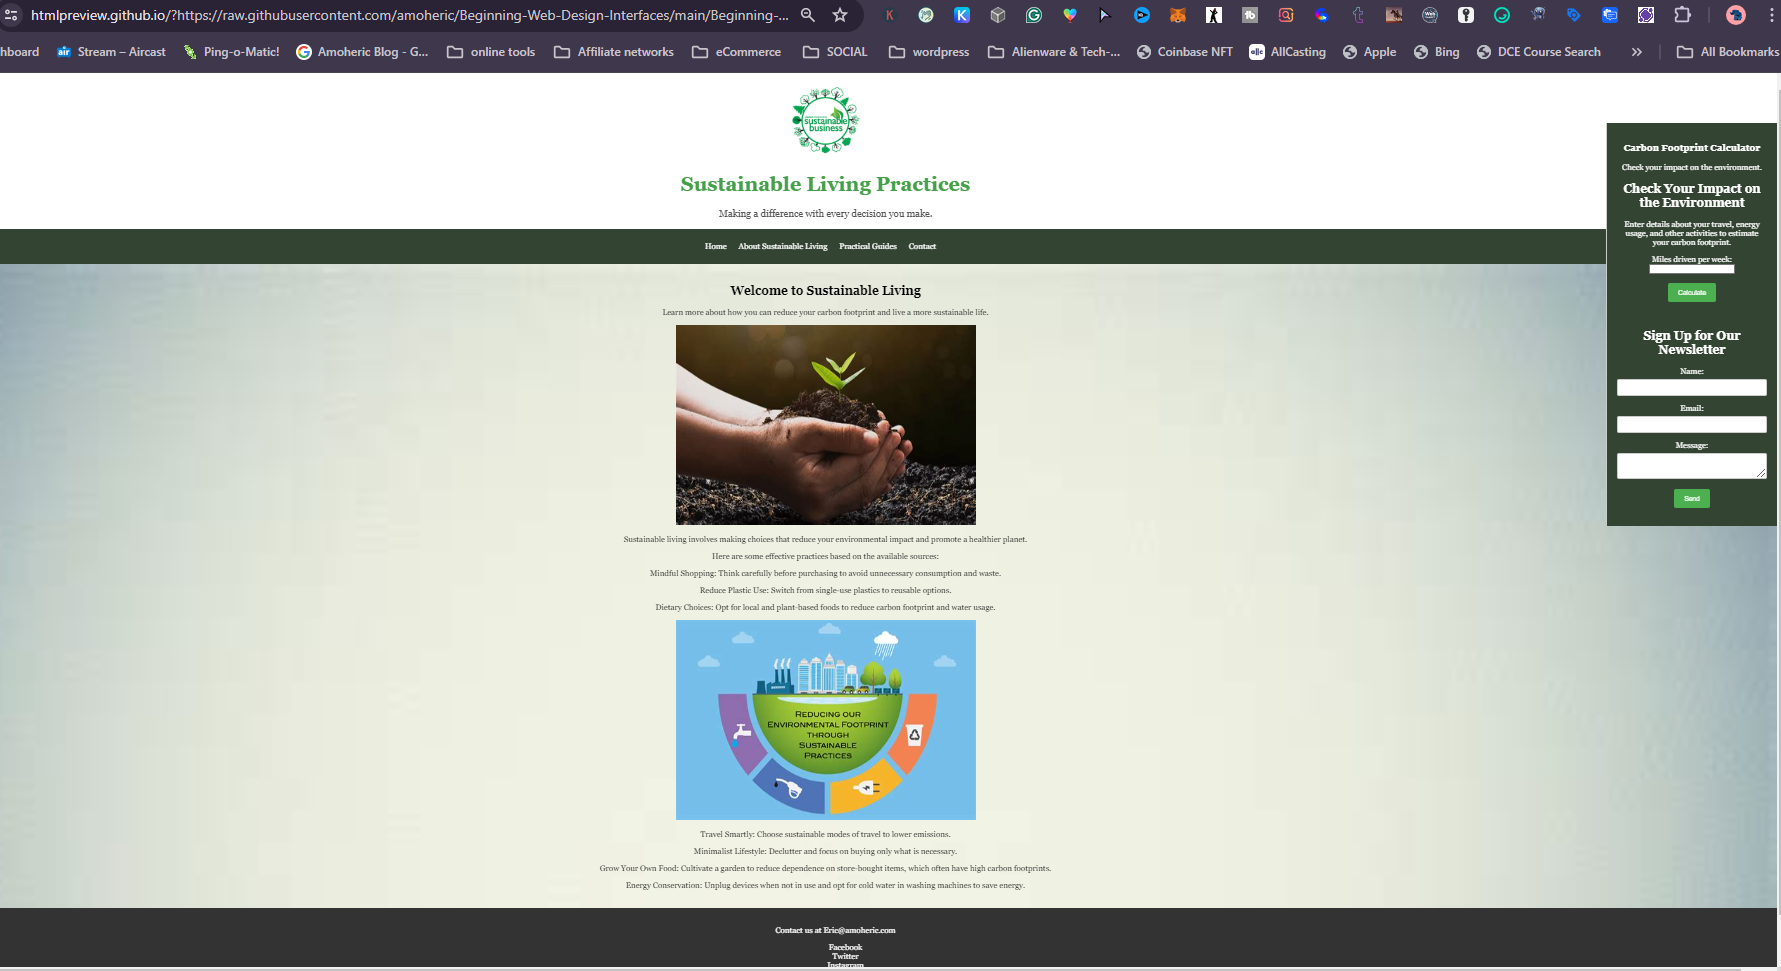 htmlpreview.github.io/?https://raw.githubusercontent.com/amoheric/Beginning-Web-Design-Interfaces/main/Beginning-...
hboard
Stream – Aircast
Ping-o-Matic!
Amoheric Blog - G...
online tools
Affiliate networks
eCommerce
SOCIAL
wordpress
Alienware & Tech-...
Coinbase NFT
AllCasting
Apple
Bing
DCE Course Search
»
All Bookmarks
sustainable
business
Sustainable Living Practices
Making a difference with every decision you make.
Home About Sustainable Living Practical Guides Contact
Welcome to Sustainable Living
Learn more about how you can reduce your carbon footprint and live a more sustainable life.
Sustainable living involves making choices that reduce your environmental impact and promote a healthier planet.
Here are some effective practices based on the available sources:
Mindful Shopping: Think carefully before purchasing to avoid unnecessary consumption and waste.
Reduce Plastic Use: Switch from single-use plastics to reusable options.
Dietary Choices: Opt for local and plant-based foods to reduce carbon footprint and water usage.
Reducing our
Environmental Footprint
through
Sustainable
Practices
Travel Smartly: Choose sustainable modes of travel to lower emissions.
Minimalist Lifestyle: Declutter and focus on buying only what is necessary.
Grow Your Own Food: Cultivate a garden to reduce dependence on store-bought items, which often have high carbon footprints.
Energy Conservation: Unplug devices when not in use and opt for cold water in washing machines to save energy.
Carbon Footprint Calculator
Check your impact on the environment.
Check Your Impact on
the Environment
Enter details about your travel, energy
usage, and other activities to estimate
your carbon footprint.
Miles driven per week:
Calculate
Sign Up for Our
Newsletter
Name:
Email:
Message:
Send
Contact us at Eric@amoheric.com
Facebook
Twitter
Instagram